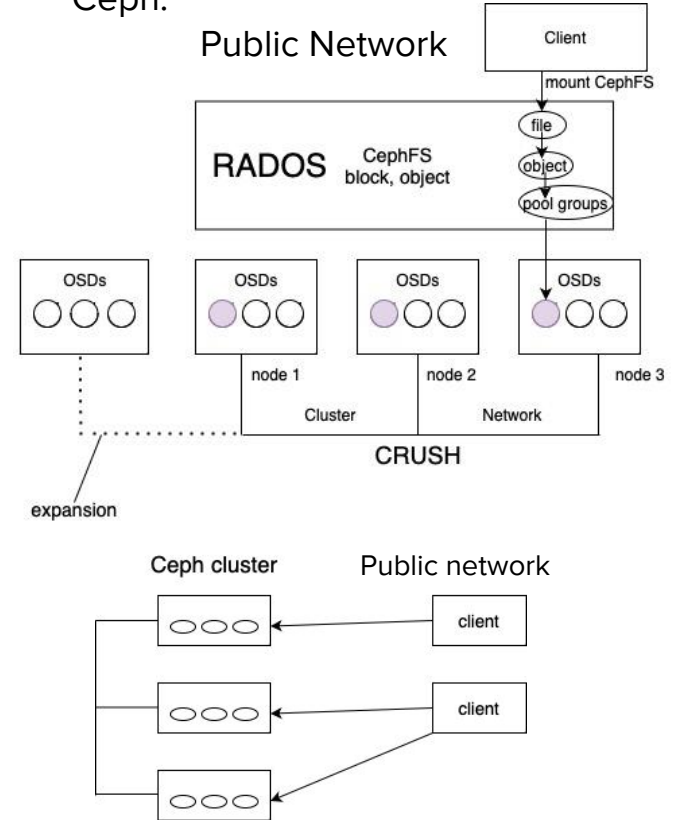 Ceph.
Public Network
Client
mount CephFS
file
RADOS
CephFS
block, object
object
pool groups
OSDs
OSDs
OSDs
OSDs
node 1
node 2
node 3
Cluster
Network
CRUSH
expansion
Ceph cluster
Public network
client
client